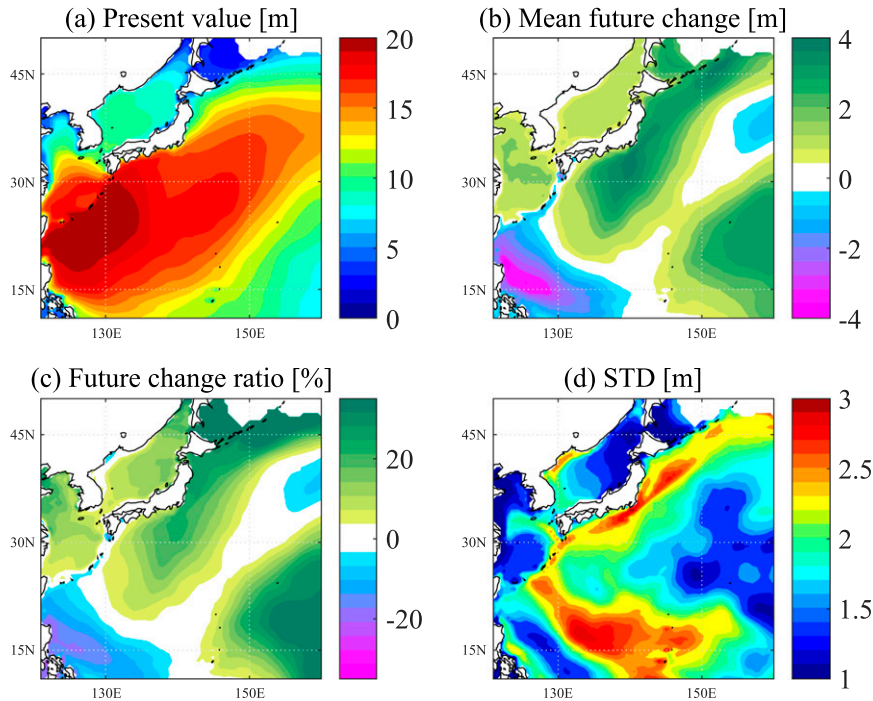 (a) Present value [m]
45N
30N
15N
130E
150E
20
15
10
5
0
(b) Mean future change [m]
45N
30N
15N
130E
150E
4
2
0
-2
-4
(c) Future change ratio [%]
45N
30N
15N
130E
150E
20
0
-20
(d) STD [m]
45N
30N
15N
130E
150E
3
2.5
2
1.5
1